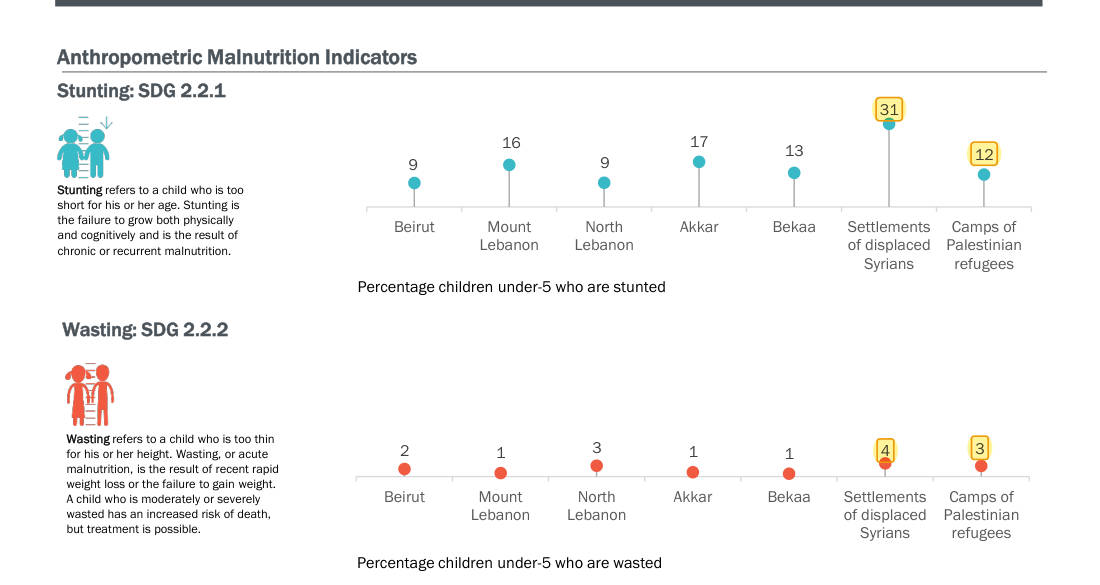 Anthropometric Malnutrition Indicators
Stunting: SDG 2.2.1
Stunting refers to a child who is too
short for his or her age. Stunting is
the failure to grow both physically
and cognitively and is the result of
chronic or recurrent malnutrition.
9
16
9
17
13
31
12
Beirut
Mount
Lebanon
North
Lebanon
Akkar
Bekaa
Settlements
of displaced
Syrians
Camps of
Palestinian
refugees
Percentage children under-5 who are stunted
Wasting: SDG 2.2.2
Wasting refers to a child who is too thin
for his or her height. Wasting, or acute
malnutrition, is the result of recent rapid
weight loss or the failure to gain weight.
A child who is moderately or severely
wasted has an increased risk of death,
but treatment is possible.
2
1
3
1
1
4
3
Beirut
Mount
Lebanon
North
Lebanon
Akkar
Bekaa
Settlements
of displaced
Syrians
Camps of
Palestinian
refugees
Percentage children under-5 who are wasted